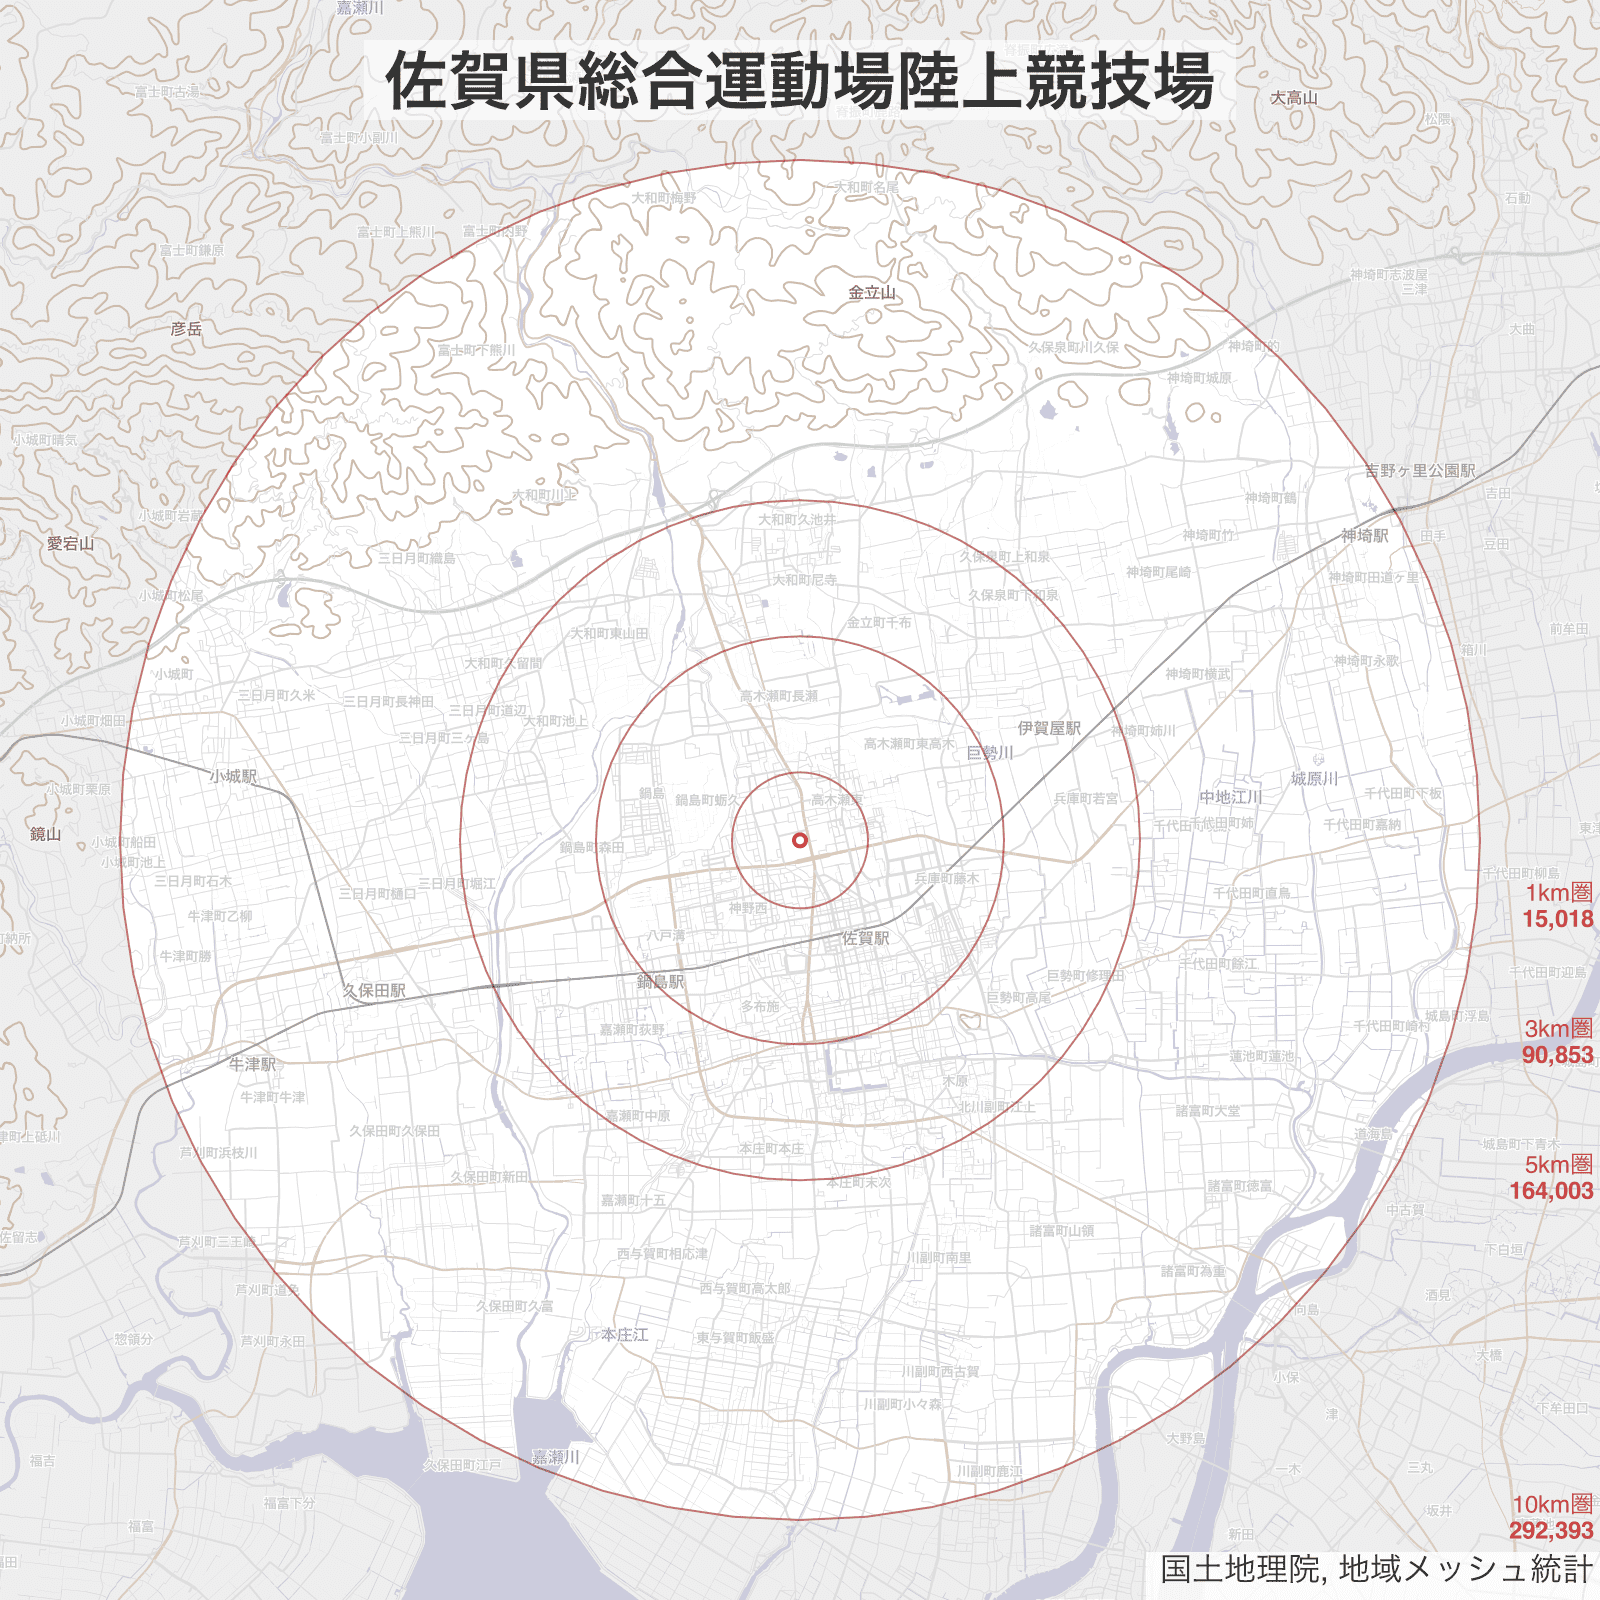 嘉瀬川
佐賀県総合運動場陸上競技場
富士町古湯
大高山
松隈
富士町小副川
大和町名尾
大和町梅野
石動
富士町上熊川
富士町内野
富士町鎌原
神埼町志波屋
三津
金立山
彦岳
大曲
富士町下熊川
久保泉町川久保
神埼町的
神埼町城原
小城町晴気
吉野ヶ里公園駅
大和町川上
神埼町鶴
吉田
小城町岩蔵
大和町久池井
愛宕山
神埼町竹
神埼駅
田手
豆田
三日月町織島
久保泉町上和泉
大和町尼寺
神埼町尾崎
神埼町田道ヶ里
小城町松尾
久保泉町下和泉
大和町東山田
金立町千布
前牟田
箱川
大和町久留間
神埼町永歌
小城町
神埼町横武
三日月町久米
三日月町長神田
高木瀬町長瀬
三日月町道辺
大和町池上
小城町畑田
伊賀屋駅
神埼町姉川
三日月町三ヶ島
高木瀬町東高木
巨勢川
小城駅
城原川
小城町栗原
鍋島
鍋島町蛎久
高木瀬東
兵庫町若宮
中地江川
千代田町下板
鏡山
千代田町姉
千代田町嘉納
小城町船田
鍋島町森田
小城町池上
三日月町石木
三日月町堀江
兵庫町藤木
千代田町柳島
三日月町樋口
千代田町直鳥
1km圏
15,018
牛津町乙柳
神野西
八戸溝
佐賀駅
牛津町勝
千代田町餘江
千代田町迎島
鍋島駅
巨勢町修理田
久保田駅
巨勢町高尾
多布施
城島町浮島
嘉瀬町荻野
千代田町崎村
3km圏
90,853
牛津駅
蓮池町蓮池
木原
牛津町牛津
北川副町江上
諸富町大堂
嘉瀬町中原
久保田町久保田
道海島
城島町下青木
芦刈町浜枝川
本庄町本庄
5km圏
164,003
久保田町新田
本庄町末次
諸富町徳富
嘉瀬町十五
中古賀
諸富町山領
芦刈町三王崎
下白垣
西与賀町相応津
川副町南里
諸富町為重
芦刈町道免
西与賀町高太郎
酒見
久保田町久富
向島
惣領分
芦刈町永田
本庄江
東与賀町飯盛
大橋
川副町西古賀
小保
川副町小々森
下牟田口
津
大野島
福吉
嘉瀬川
久保田町江戸
川副町鹿江
一木
三丸
福富下分
10km圏
292,393
坂井
福富
新田
国土地理院, 地域メッシュ統計